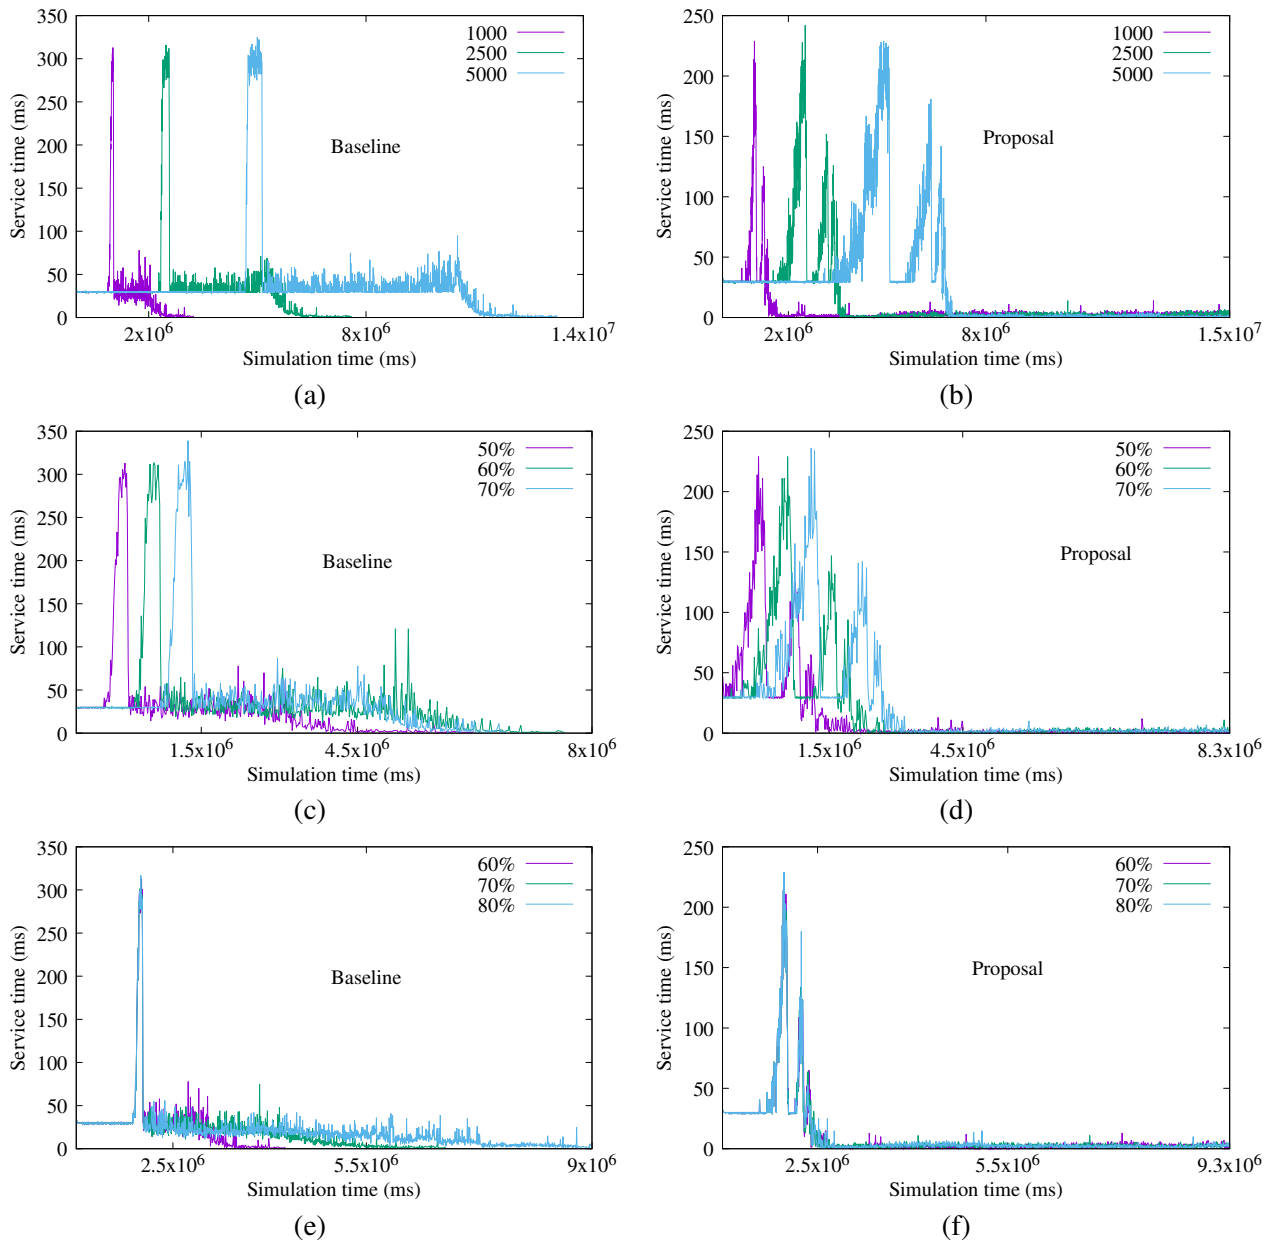 350
300
250
200
150
100
50
0
Service time (ms)
1000
2500
5000
Baseline
2x10^6 8x10^6 1.4x10^7
Simulation time (ms)
(a)
250
200
150
100
50
0
Service time (ms)
1000
2500
5000
Proposal
2x10^6 8x10^6 1.5x10^7
Simulation time (ms)
(b)
350
300
250
200
150
100
50
0
Service time (ms)
50%
60%
70%
Baseline
1.5x10^6 4.5x10^6 8x10^6
Simulation time (ms)
(c)
250
200
150
100
50
0
Service time (ms)
50%
60%
70%
Proposal
1.5x10^6 4.5x10^6 8.3x10^6
Simulation time (ms)
(d)
350
300
250
200
150
100
50
0
Service time (ms)
60%
70%
80%
Baseline
2.5x10^6 5.5x10^6 9x10^6
Simulation time (ms)
(e)
250
200
150
100
50
0
Service time (ms)
60%
70%
80%
Proposal
2.5x10^6 5.5x10^6 9.3x10^6
Simulation time (ms)
(f)